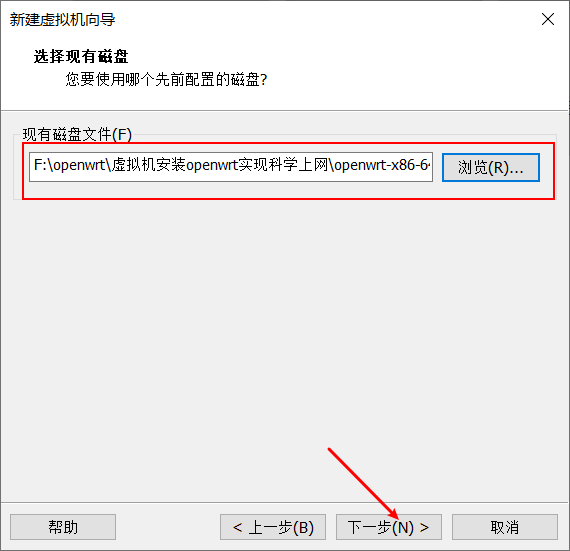 新建虚拟机向导
选择现有磁盘
您要使用哪个先前配置的磁盘?
现有磁盘文件(F)
F:\openwrt\虚拟机安装openwrt实现科学上网\openwrt-x86-6
浏览(R)...
帮助
< 上一步(B)
下一步(N) >
取消